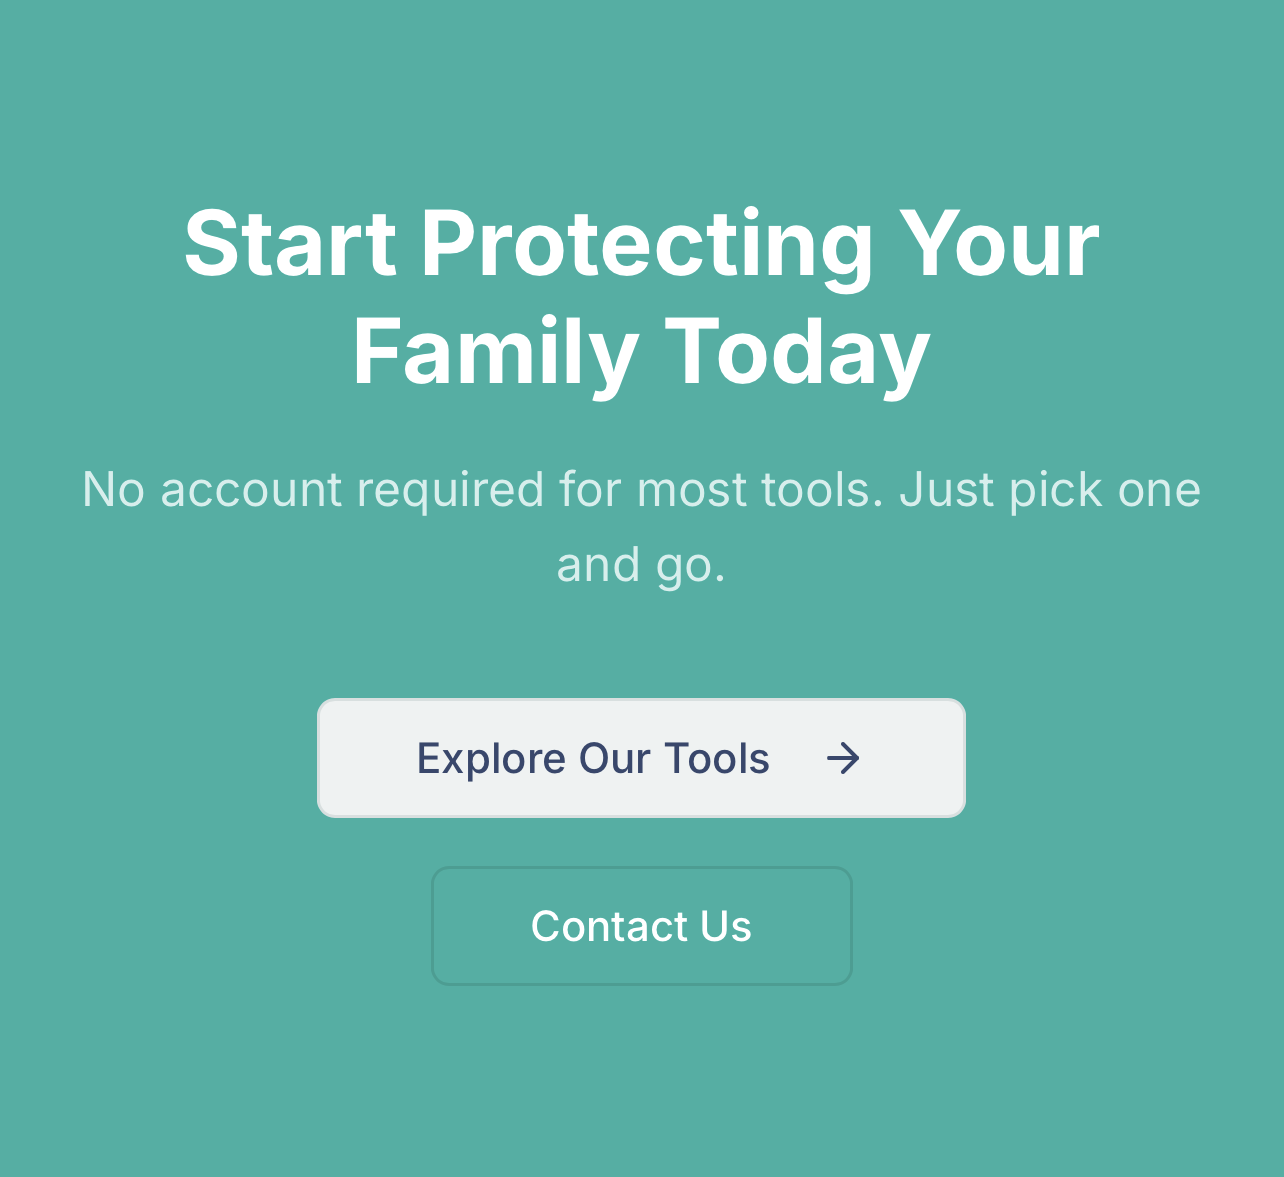 Start Protecting Your
Family Today
No account required for most tools. Just pick one
and go.
Explore Our Tools →
Contact Us